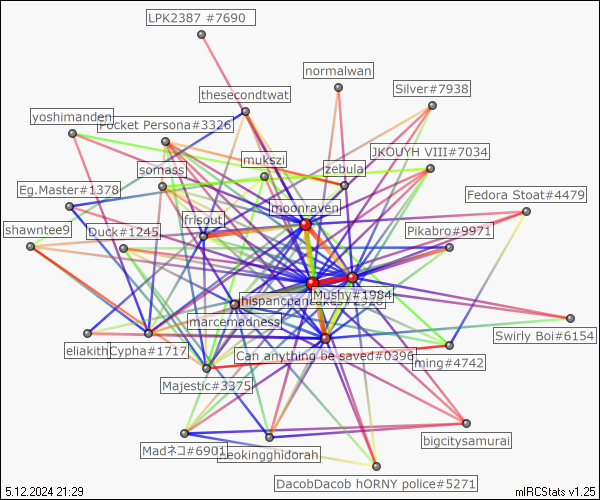 LPK2387 #7690
normalwan
Silver#7938
thesecondtwat
yoshimanden
Pocket Persona#3326
JKOUYH VIII#7034
mukszi
somass
zebula
Eg.Master#1378
Fedora Stoat#4479
moonraven
frisout
shawntee9
Duck#1245
Pikabro#9971
Mushy#1984
marcemadness
Swirly Boi#6154
eliakith
Cypha#1717
Can anything be saved#0396
ming#4742
Majestic#3375
bigcitysamurai
Madネコ#6901
neokingghidorah
DacobDacob hORNY police#5271
5.12.2024 21:29
mIRCStats v1.25